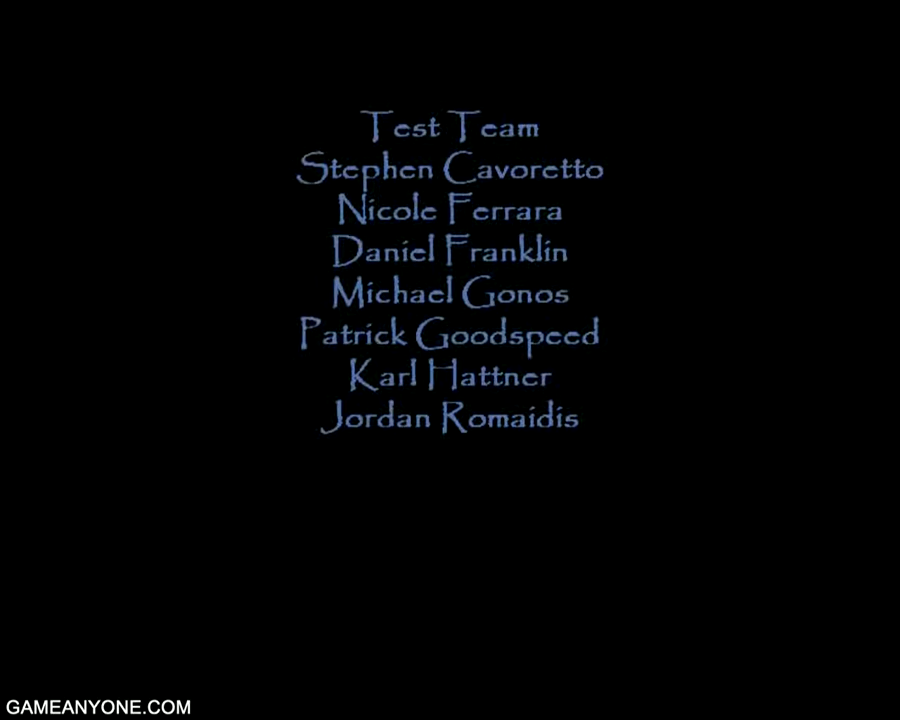 Test Team
Stephen Cavoretto
Nicole Ferrara
Daniel Franklin
Michael Gonos
Patrick Goodspeed
Karl Hattner
Jordan Romaidis
GAMEANYONE.COM